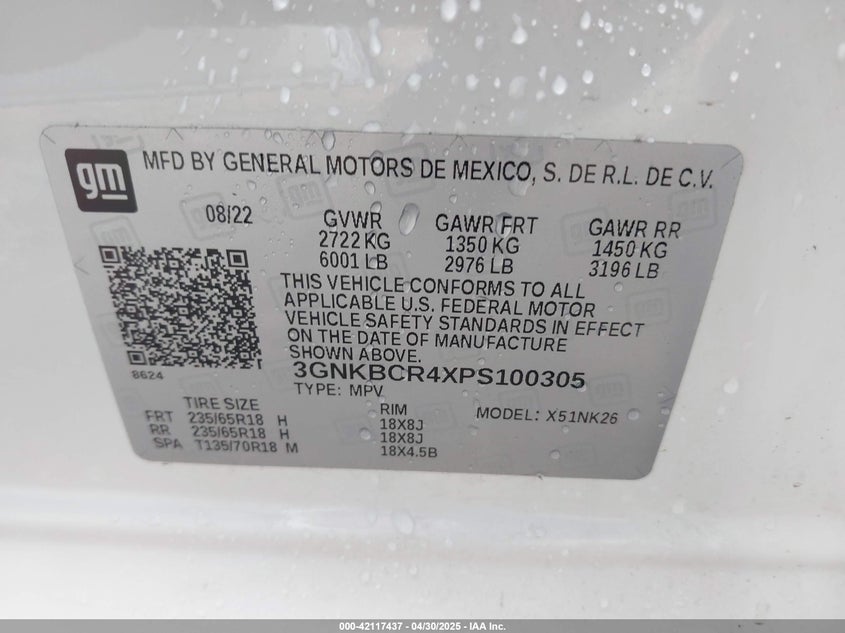 gm
MFD BY GENERAL MOTORS DE MEXICO, S. DE R.L. DE C.V.
08/22
GVWR GAWR FRT GAWR RR
2722 KG 1350 KG 1450 KG
6001 LB 2976 LB 3196 LB
THIS VEHICLE CONFORMS TO ALL
APPLICABLE U.S. FEDERAL MOTOR
VEHICLE SAFETY STANDARDS IN EFFECT
ON THE DATE OF MANUFACTURE
SHOWN ABOVE.
8624
3GNKBCR4XPS100305
TYPE: MPV
TIRE SIZE RIM MODEL: X51NK26
FRT 235/65R18 H 18X8J
RR 235/65R18 H 18X8J
SPA T135/70R18 M 18X4.5B
000-42117437 - 04/30/2025 - IAA Inc.